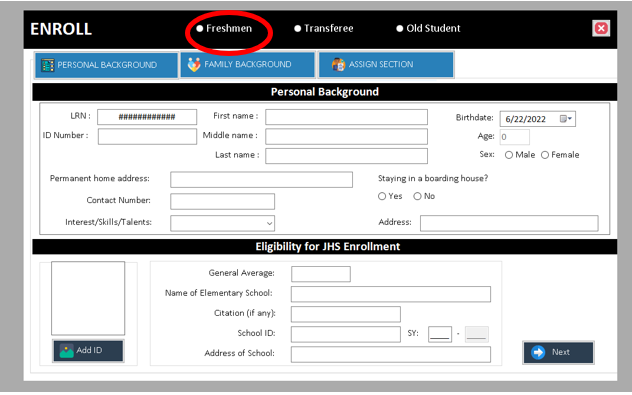 ENROLL Freshmen Transferee Old Student
PERSONAL BACKGROUND FAMILY BACKGROUND ASSIGN SECTION
Personal Background
LRN : ############ First name : Birthdate: 6/22/2022
ID Number : Middle name : Age: 0
Last name : Sex: Male Female
Permanent home address: Staying in a boarding house?
Contact Number: Yes No
Interest/Skills/Talents: Address:
Eligibility for JHS Enrollment
General Average:
Name of Elementary School:
Citation (if any):
School ID: SY: ____ - ____
Add ID Address of School: Next